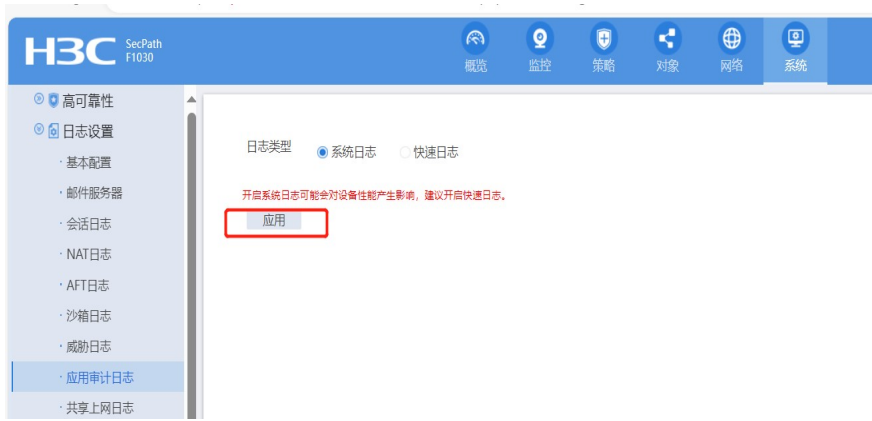 H3C SecPath F1030
概览 监控 策略 对象 网络 系统
高可靠性
日志设置
·基本配置
·邮件服务器
·会话日志
·NAT日志
·AFT日志
·沙箱日志
·威胁日志
·应用审计日志
·共享上网日志
日志类型 系统日志 快速日志
开启系统日志可能会对设备性能产生影响，建议开启快速日志。
应用